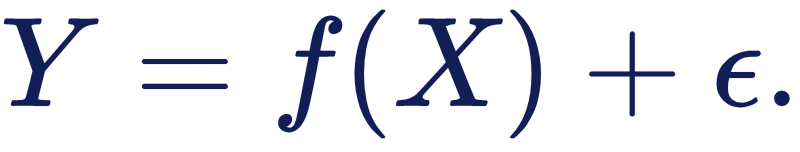 Y = f(X) + ϵ.